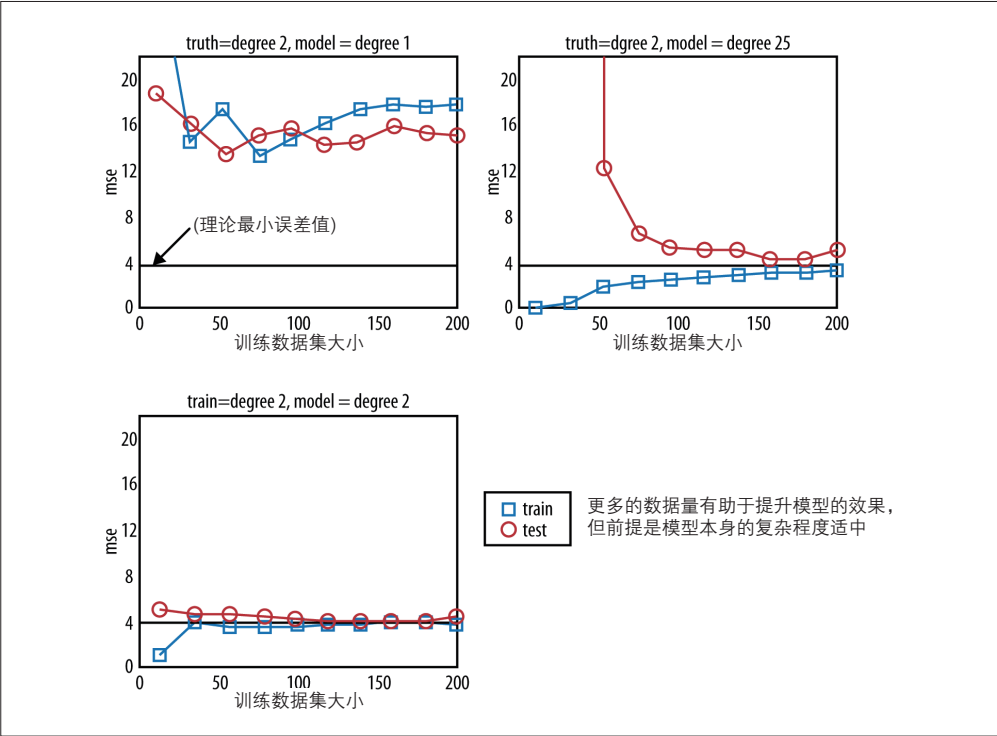 truth=degree 2, model = degree 1
20
16
12
8
4
0
mse
(理论最小误差值)
0
50
100
150
200
训练数据集大小
truth=dgree 2, model = degree 25
20
16
12
8
4
0
mse
0
50
100
150
200
训练数据集大小
train=degree 2, model = degree 2
20
16
12
8
4
0
mse
0
50
100
150
200
训练数据集大小
train
test
更多的数据量有助于提升模型的效果，
但前提是模型本身的复杂程度适中